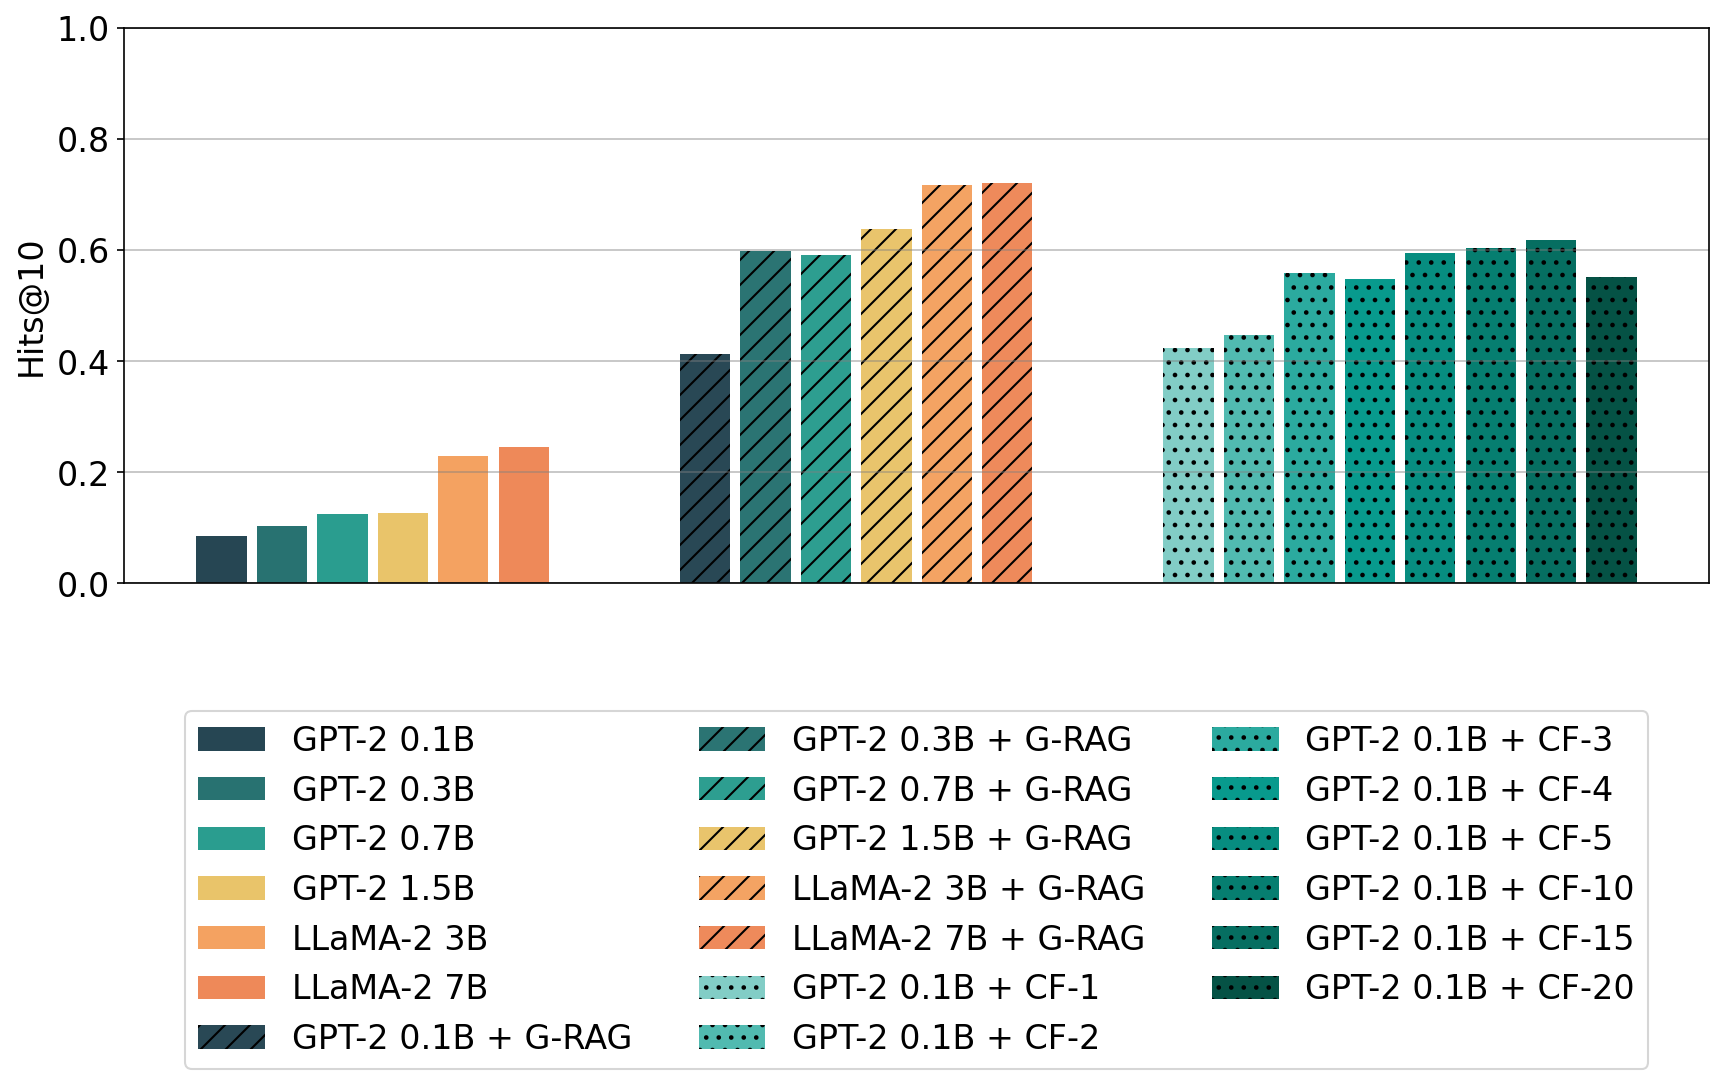 1.0
0.8
0.6
0.4
0.2
0.0
Hits@10
GPT-2 0.1B
GPT-2 0.3B
GPT-2 0.7B
GPT-2 1.5B
LLaMA-2 3B
LLaMA-2 7B
GPT-2 0.1B + G-RAG
GPT-2 0.3B + G-RAG
GPT-2 0.7B + G-RAG
GPT-2 1.5B + G-RAG
LLaMA-2 3B + G-RAG
LLaMA-2 7B + G-RAG
GPT-2 0.1B + CF-1
GPT-2 0.1B + CF-2
GPT-2 0.1B + CF-3
GPT-2 0.1B + CF-4
GPT-2 0.1B + CF-5
GPT-2 0.1B + CF-10
GPT-2 0.1B + CF-15
GPT-2 0.1B + CF-20